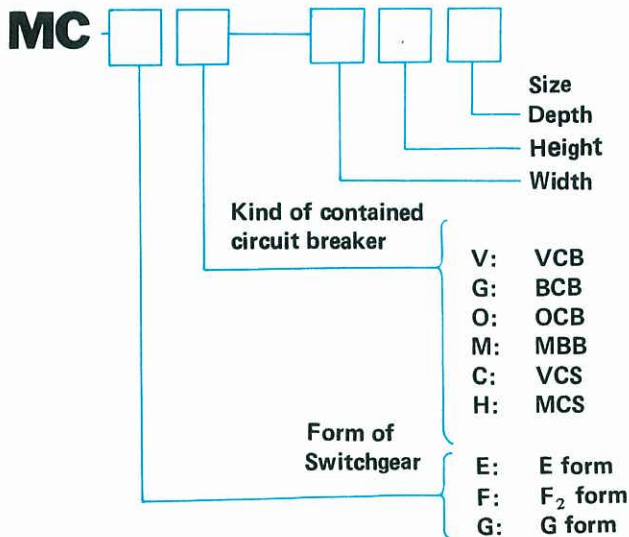 MC
Size
Depth
Height
Width
Kind of contained
circuit breaker
V: VCB
G: BCB
O: OCB
M: MBB
C: VCS
H: MCS
Form of
Switchgear
E: E form
F: F₂ form
G: G form